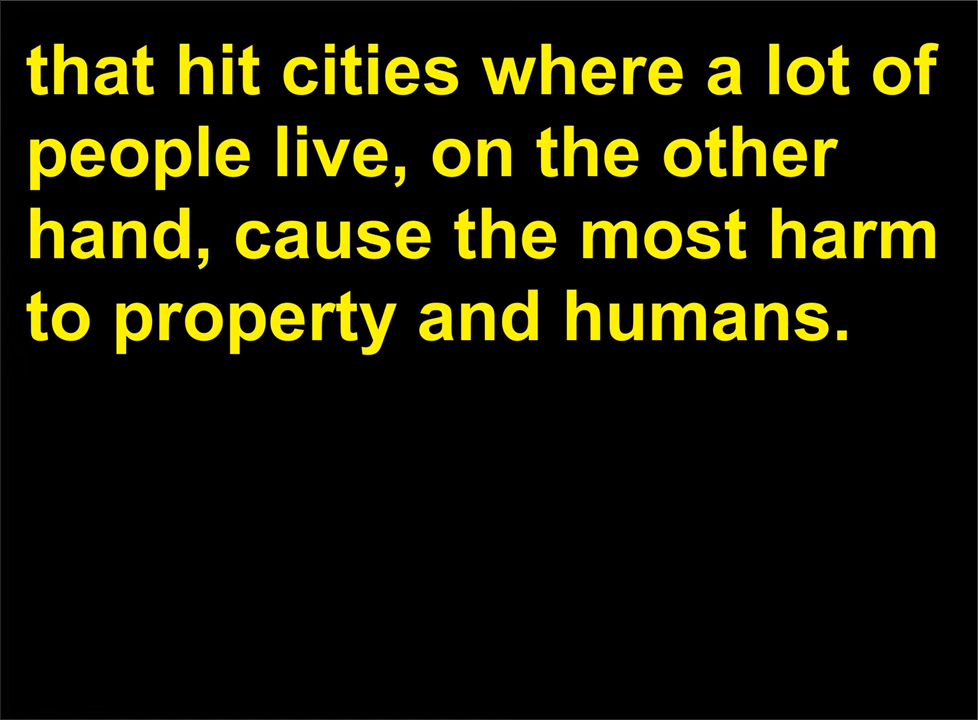 that hit cities where a lot of
people live, on the other
hand, cause the most harm
to property and humans.